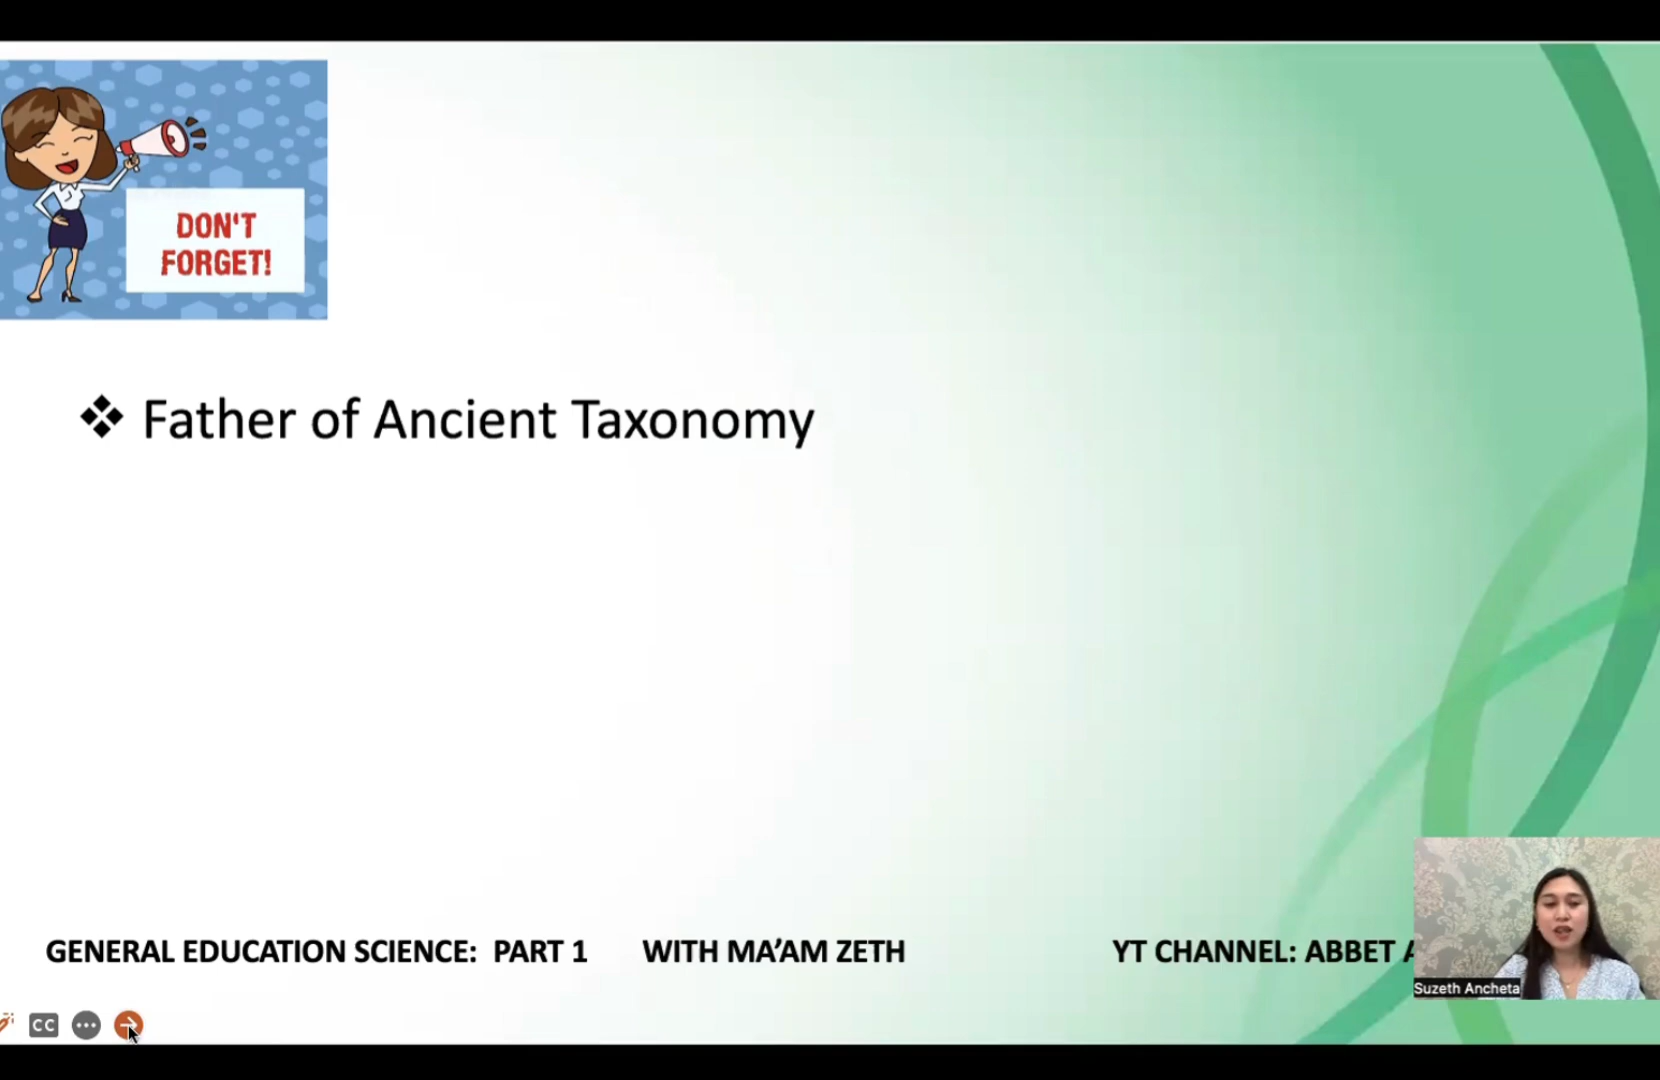 DON'T
FORGET!
❖ Father of Ancient Taxonomy
GENERAL EDUCATION SCIENCE: PART 1 WITH MA’AM ZETH YT CHANNEL: ABBET A
Suzeth Ancheta
CC